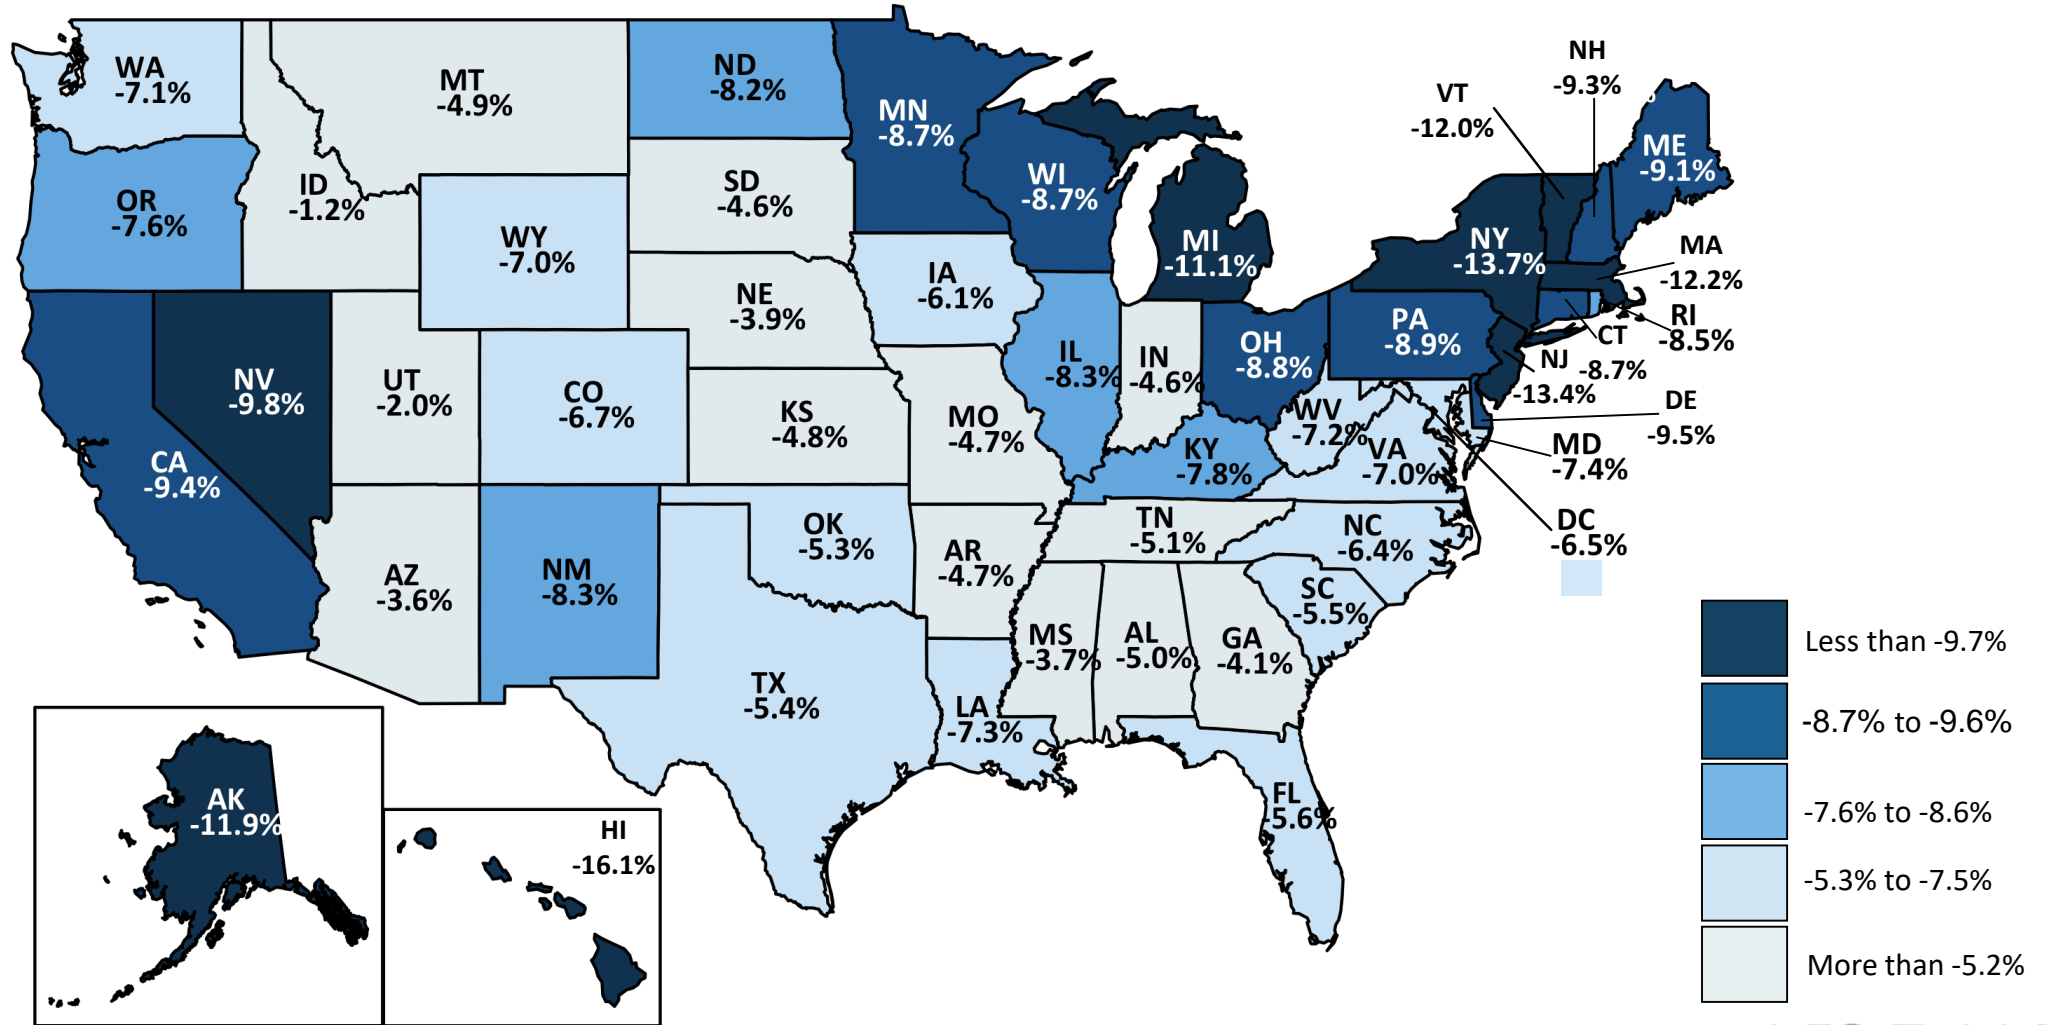 WA
-7.1%
MT
-4.9%
ND
-8.2%
MN
-8.7%
NH
-9.3%
VT
-12.0%
ME
-9.1%
OR
-7.6%
ID
-1.2%
SD
-4.6%
WI
-8.7%
WY
-7.0%
MI
-11.1%
NY
-13.7%
MA
-12.2%
IA
-6.1%
NE
-3.9%
PA
-8.9%
RI
-8.5%
CT
-8.7%
NJ
-13.4%
NV
-9.8%
UT
-2.0%
CO
-6.7%
IL
-8.3%
IN
-4.6%
OH
-8.8%
DE
-9.5%
KS
-4.8%
MO
-4.7%
WV
-7.2%
MD
-7.4%
CA
-9.4%
KY
-7.8%
VA
-7.0%
OK
-5.3%
TN
-5.1%
NC
-6.4%
DC
-6.5%
AZ
-3.6%
NM
-8.3%
AR
-4.7%
SC
-5.5%
MS
-3.7%
AL
-5.0%
GA
-4.1%
TX
-5.4%
LA
-7.3%
FL
-5.6%
AK
-11.9%
HI
-16.1%
Less than -9.7%
-8.7% to -9.6%
-7.6% to -8.6%
-5.3% to -7.5%
More than -5.2%